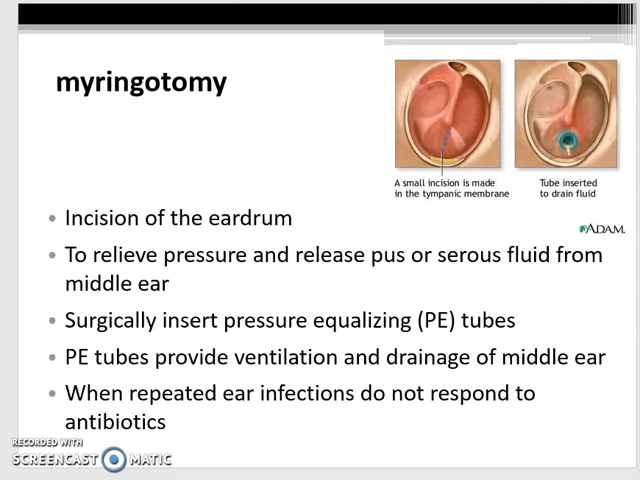 myringotomy
A small incision is made
in the tympanic membrane
Tube inserted
to drain fluid
ADAM.
• Incision of the eardrum
• To relieve pressure and release pus or serous fluid from
middle ear
• Surgically insert pressure equalizing (PE) tubes
• PE tubes provide ventilation and drainage of middle ear
• When repeated ear infections do not respond to
antibiotics
RECORDED WITH
SCREENCAST MATIC